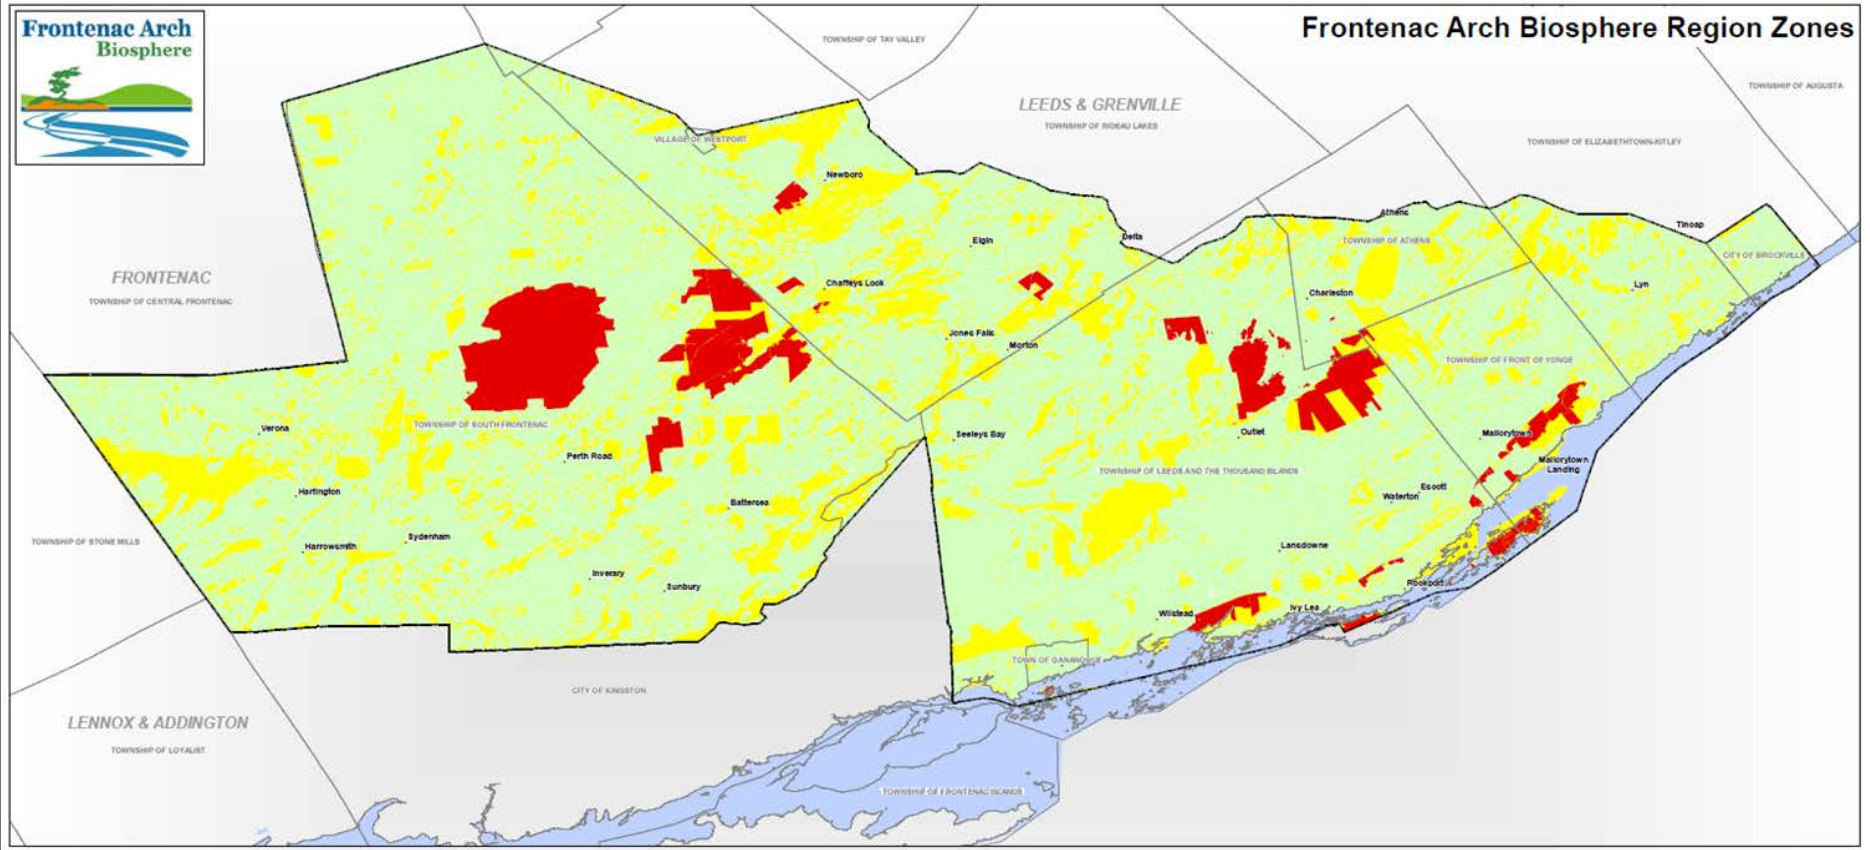 Frontenac Arch
Biosphere
Frontenac Arch Biosphere Region Zones
TOWNSHIP OF TAY VALLEY
TOWNSHIP OF AUGUSTA
LEEDS & GRENVILLE
TOWNSHIP OF RIDEAU LAKES
VILLAGE OF WESTPORT
TOWNSHIP OF ELIZABETHTOWN-KITLEY
Newboro
Athens
Tincap
Elgin
Delta
TOWNSHIP OF ATHENS
CITY OF BROCKVILLE
FRONTENAC
TOWNSHIP OF CENTRAL FRONTENAC
Chaffeys Lock
Charleston
Lyn
Jones Falls
Morton
TOWNSHIP OF FRONT OF YONGE
Verona
TOWNSHIP OF SOUTH FRONTENAC
Seeleys Bay
Outlet
Mallorytown
Perth Road
Mallorytown
Landing
TOWNSHIP OF LEEDS AND THE THOUSAND ISLANDS
Hartington
Battersea
Waterton
Escott
TOWNSHIP OF STONE MILLS
Harrowsmith
Sydenham
Lansdowne
Inverary
Sunbury
Rockport
Wilstead
Ivy Lea
TOWN OF GANANOQUE
CITY OF KINGSTON
LENNOX & ADDINGTON
TOWNSHIP OF LOYALIST
TOWNSHIP OF FRONTENAC ISLANDS